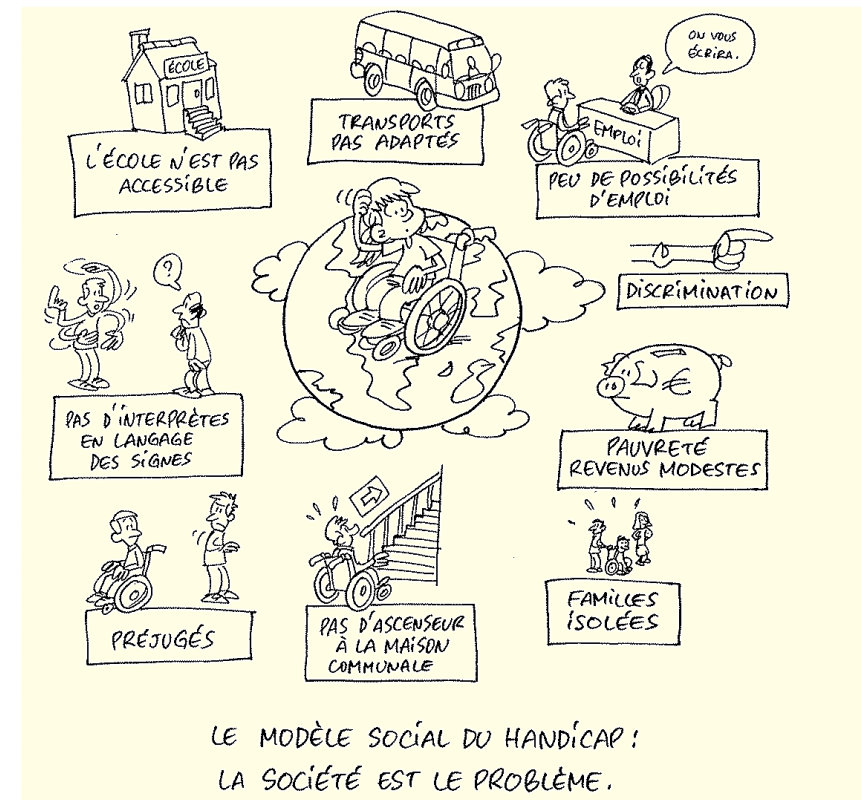 ÉCOLE
L'ÉCOLE N'EST PAS
ACCESSIBLE
TRANSPORTS
PAS ADAPTÉS
ON VOUS
ÉCRIRA.
EMPLOI
PEU DE POSSIBILITÉS
D'EMPLOI
DISCRIMINATION
?
PAS D'INTERPRÈTES
EN LANGAGE
DES SIGNES
€
PAUVRETÉ
REVENUS MODESTES
PRÉJUGÉS
PAS D'ASCENSEUR
À LA MAISON
COMMUNALE
FAMILLES
ISOLÉES
LE MODÈLE SOCIAL DU HANDICAP :
LA SOCIÉTÉ EST LE PROBLÈME.